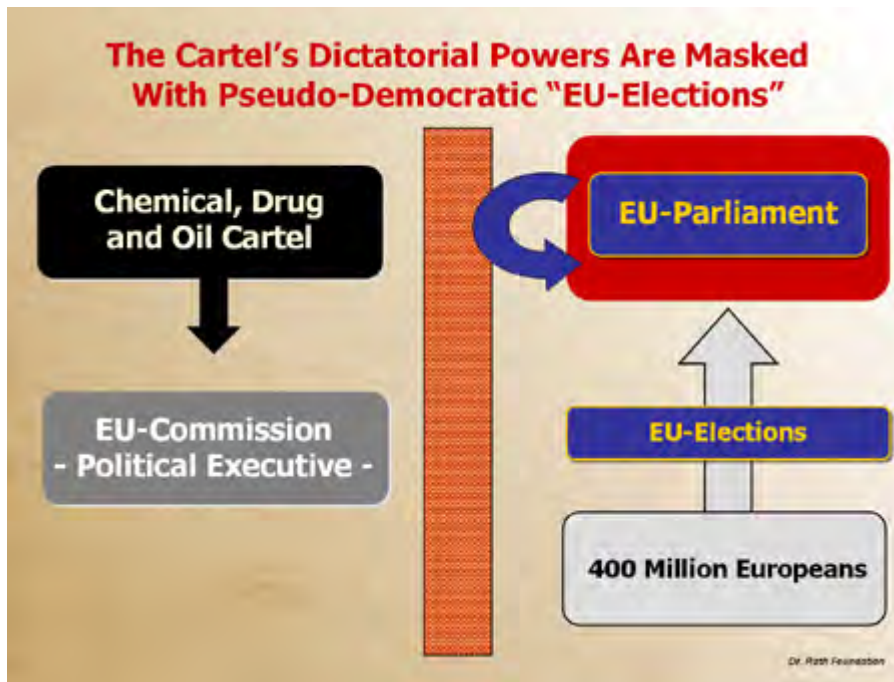 The Cartel's Dictatorial Powers Are Masked
With Pseudo-Democratic “EU-Elections”
Chemical, Drug
and Oil Cartel
EU-Commission
- Political Executive -
EU-Parliament
EU-Elections
400 Million Europeans
Dr. Rath Foundation